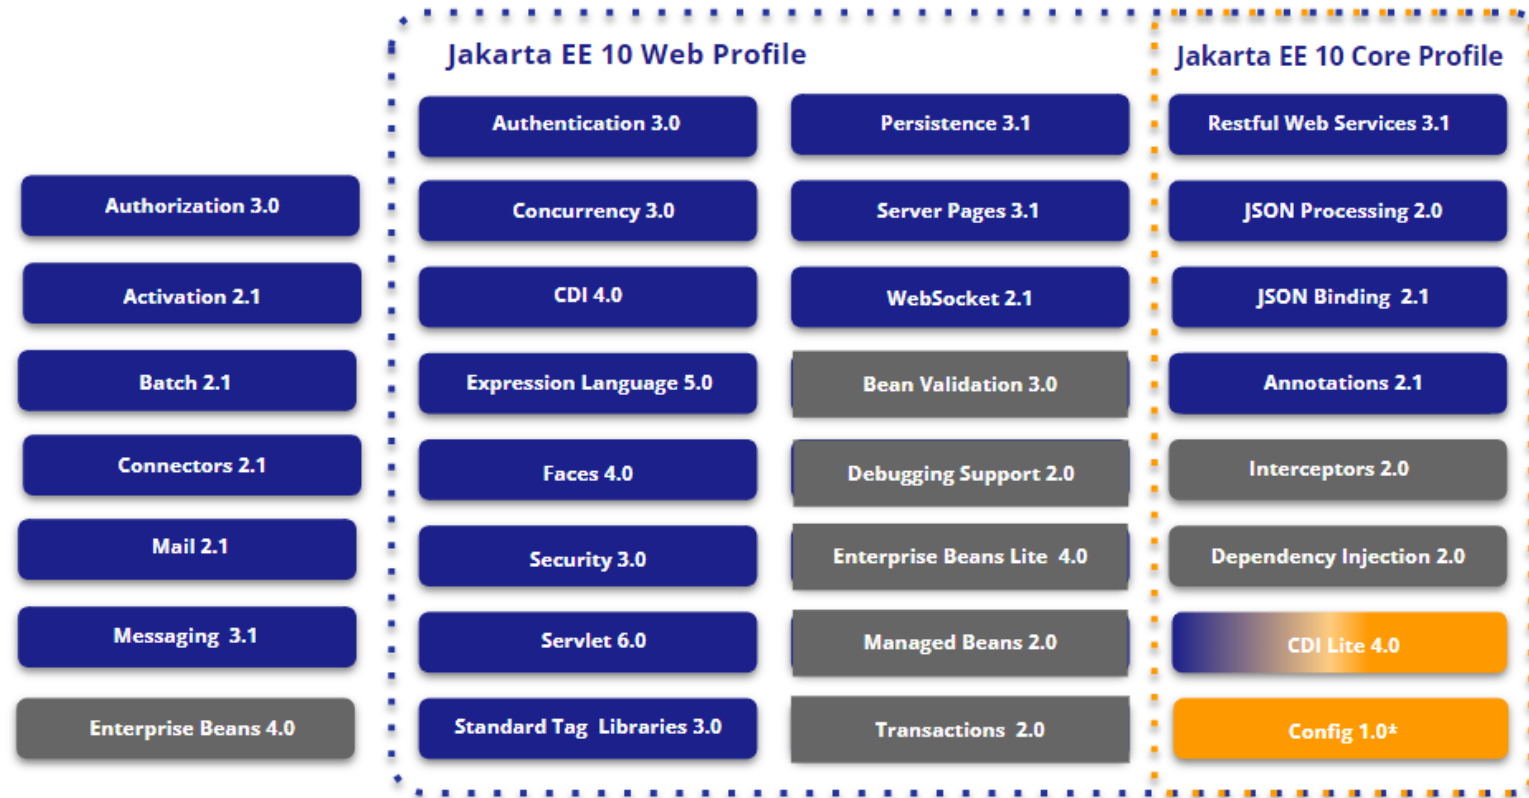 Jakarta EE 10 Web Profile
Jakarta EE 10 Core Profile
Authorization 3.0
Activation 2.1
Batch 2.1
Connectors 2.1
Mail 2.1
Messaging 3.1
Enterprise Beans 4.0
Authentication 3.0
Concurrency 3.0
CDI 4.0
Expression Language 5.0
Faces 4.0
Security 3.0
Servlet 6.0
Standard Tag Libraries 3.0
Persistence 3.1
Server Pages 3.1
WebSocket 2.1
Bean Validation 3.0
Debugging Support 2.0
Enterprise Beans Lite 4.0
Managed Beans 2.0
Transactions 2.0
Restful Web Services 3.1
JSON Processing 2.0
JSON Binding 2.1
Annotations 2.1
Interceptors 2.0
Dependency Injection 2.0
CDI Lite 4.0
Config 1.0*